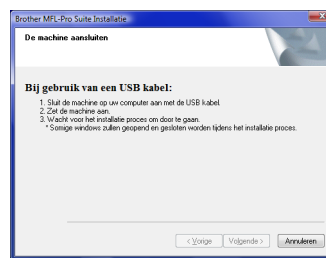 Brother MFL-Pro Suite Installatie
De machine aansluiten
Bij gebruik van een USB kabel:
1. Sluit de machine op uw computer aan met de USB kabel.
2. Zet de machine aan.
3. Wacht voor het installatie proces om door te gaan.
* Somige windows zullen geopend en gesloten worden tijdens het installatie proces.
< Vorige
Volgende >
Annuleren